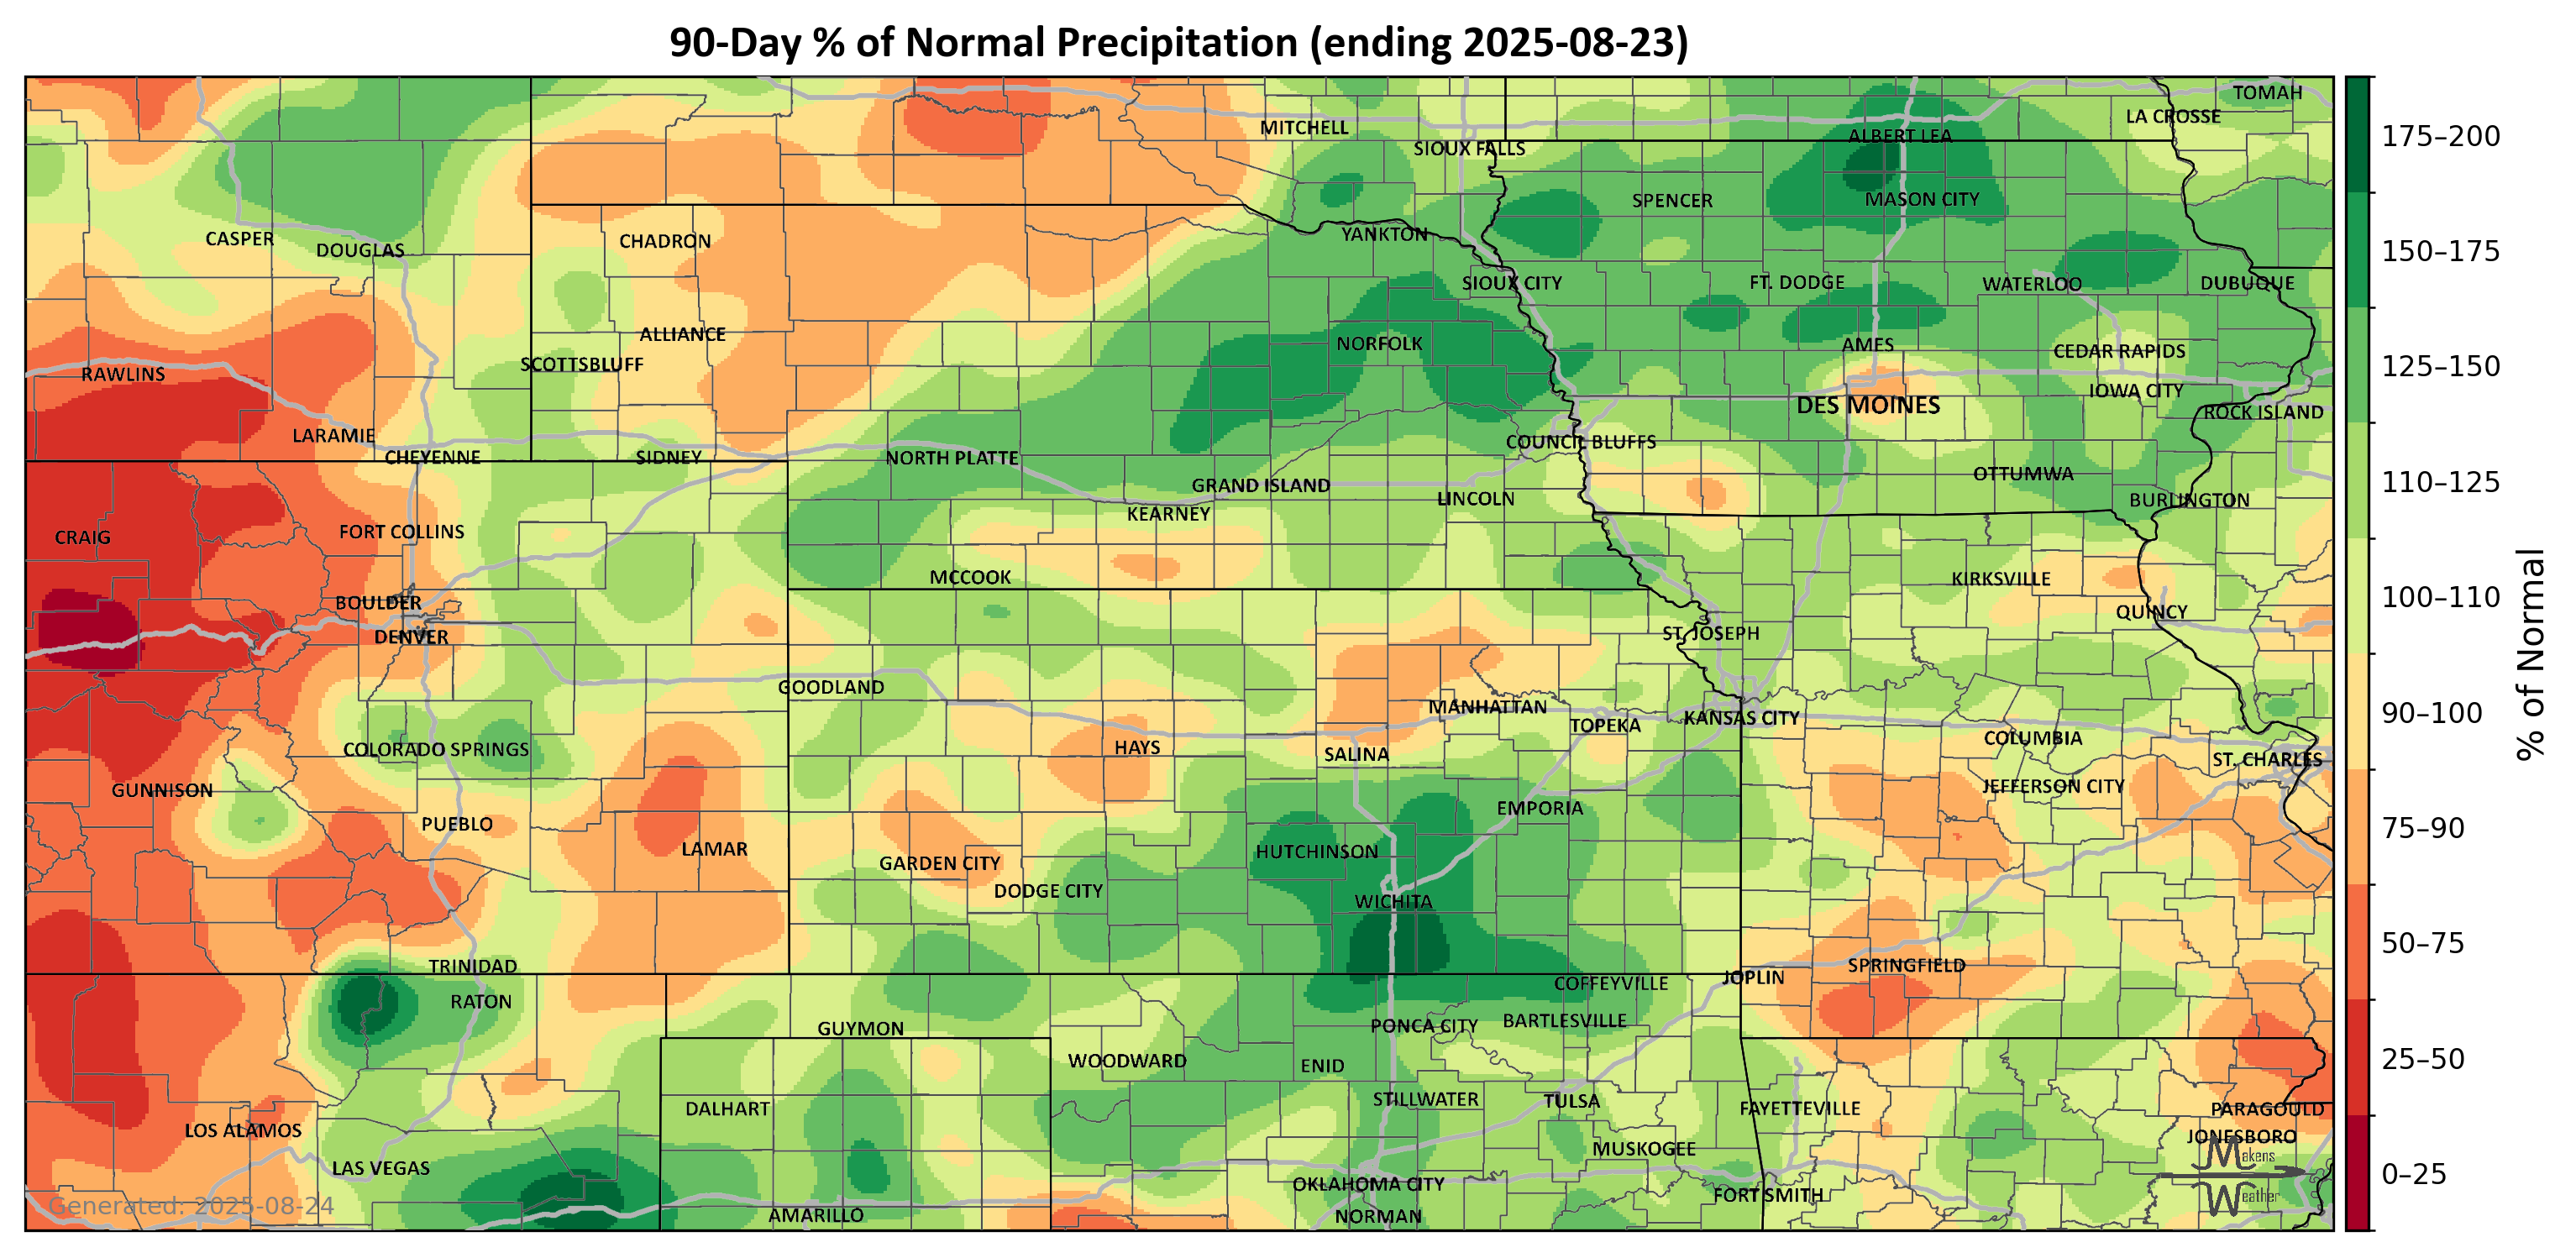 90-Day % of Normal Precipitation (ending 2025-08-23)
TOMAH
LA CROSSE
MITCHELL
ALBERT LEA
SIOUX FALLS
SPENCER
MASON CITY
YANKTON
CASPER
CHADRON
DOUGLAS
SIOUX CITY
FT. DODGE
WATERLOO
DUBUQUE
ALLIANCE
NORFOLK
AMES
CEDAR RAPIDS
SCOTTSBLUFF
RAWLINS
IOWA CITY
DES MOINES
ROCK ISLAND
LARAMIE
COUNCIL BLUFFS
CHEYENNE
SIDNEY
NORTH PLATTE
OTTUMWA
GRAND ISLAND
LINCOLN
BURLINGTON
KEARNEY
FORT COLLINS
CRAIG
MCCOOK
KIRKSVILLE
BOULDER
QUINCY
DENVER
ST. JOSEPH
GOODLAND
MANHATTAN
KANSAS CITY
TOPEKA
COLUMBIA
COLORADO SPRINGS
HAYS
SALINA
ST. CHARLES
GUNNISON
JEFFERSON CITY
EMPORIA
PUEBLO
LAMAR
HUTCHINSON
GARDEN CITY
DODGE CITY
WICHITA
TRINIDAD
SPRINGFIELD
JOPLIN
COFFEYVILLE
RATON
GUYMON
PONCA CITY
BARTLESVILLE
WOODWARD
ENID
DALHART
STILLWATER
TULSA
FAYETTEVILLE
PARAGOULD
LOS ALAMOS
JONESBORO
MUSKOGEE
LAS VEGAS
OKLAHOMA CITY
FORT SMITH
AMARILLO
NORMAN
Generated: 2025-08-24
Makens
Weather
175–200
150–175
125–150
110–125
100–110
90–100
75–90
50–75
25–50
0–25
% of Normal